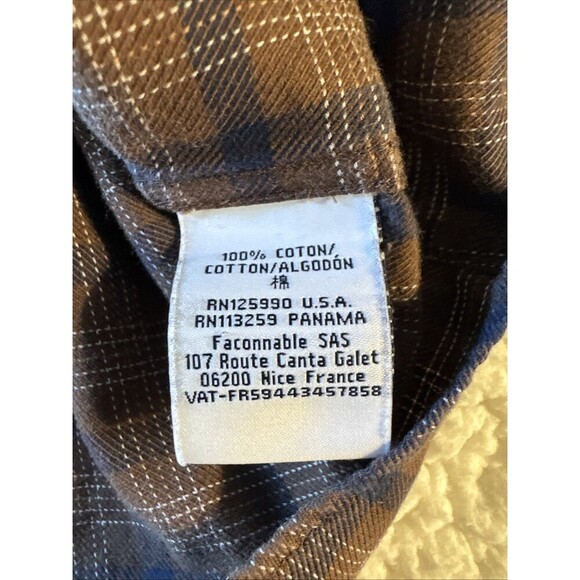 100% COTON/
COTTON/ALGODÓN
棉
RN125990 U.S.A.
RN113259 PANAMA
Faconnable SAS
107 Route Canta Galet
06200 Nice France
VAT-FR59443457858